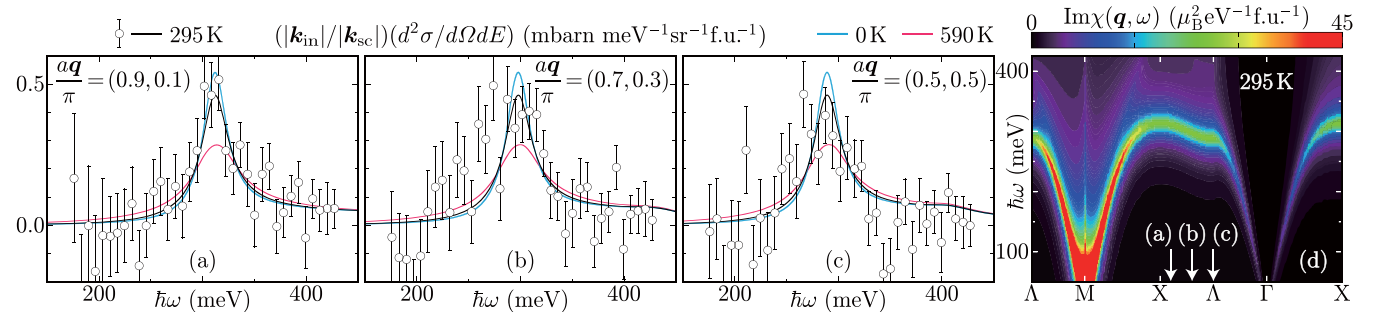 295 K (|k_in|/|k_sc|)(d²σ/dΩdE) (mbarn meV⁻¹sr⁻¹f.u.⁻¹) 0 K 590 K
Imχ(q, ω) (μ_B² eV⁻¹f.u.⁻¹)
0 45
0.5
0.0
aq/π = (0.9, 0.1)
(a)
200 400
ħω (meV)
aq/π = (0.7, 0.3)
(b)
200 400
ħω (meV)
aq/π = (0.5, 0.5)
(c)
200 400
ħω (meV)
400
ħω (meV)
100
295 K
(a) (b) (c) (d)
Λ M X Λ Γ X